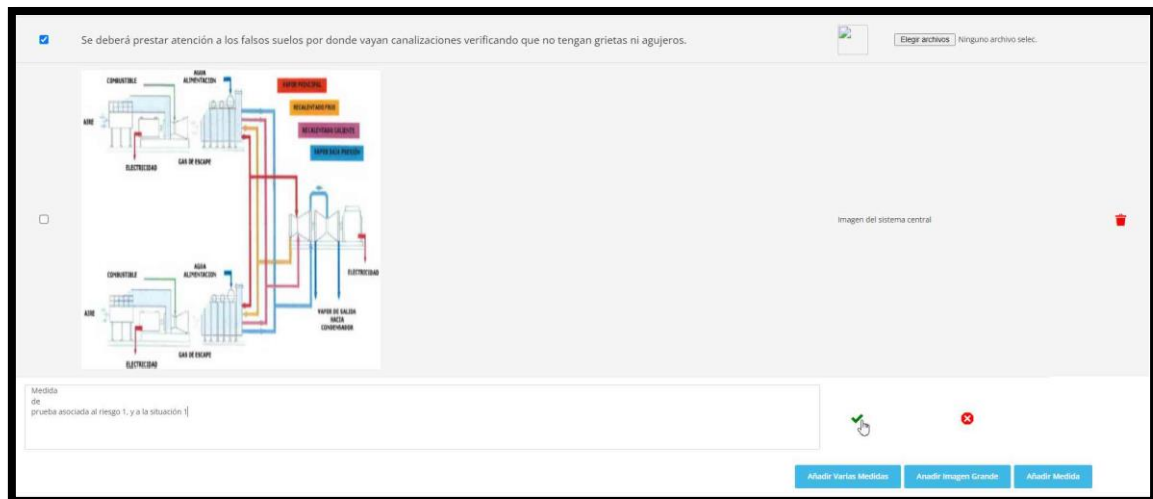 Se deberá prestar atención a los falsos suelos por donde vayan canalizaciones verificando que no tengan grietas ni agujeros.
Elegir archivos Ninguno archivo selec.
COMBUSTIBLE
AGUA
ALIMENTACION
VAPOR PRINCIPAL
RECALENTADO FRIO
RECALENTADO CALIENTE
VAPOR BAJA PRESIÓN
AIRE
ELECTRICIDAD
GAS DE ESCAPE
Imagen del sistema central
ELECTRICIDAD
COMBUSTIBLE
AGUA
ALIMENTACION
AIRE
VAPOR DE SALIDA
HACIA
CONDENSADOR
GAS DE ESCAPE
ELECTRICIDAD
Medida
de
prueba asociada al riesgo 1, y a la situación 1
Añadir Varias Medidas
Anadir Imagen Grande
Añadir Medida